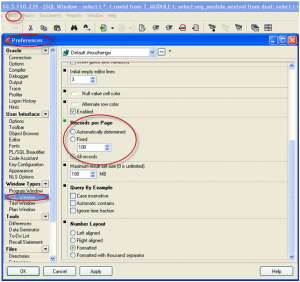 0.5.110.239 - [SQL Window - select t.*, t.rowid from T_MODULE t; select seq_module.nextval from dual; select t
Documents Reports Window Help
Preferences
Oracle
Connection
Options
Compiler
Debugger
Output
Trace
Profiler
Logon History
Hints
User Interface
Options
Toolbar
Object Browser
Editor
Fonts
PL/SQL Beautifier
Code Assistant
Key Configuration
Appearance
NLS Options
Window Types
Program Window
Test Window
Plan Window
Tools
Differences
Data Generator
To-Do List
Recall Statement
Files
Directories
Extensions
Default zhouzhengxi
Initial empty editor lines
3
Null value cell color
Alternate row color
Enabled
Records per Page
Automatically determined
Fixed
100
All records
Maximum result set size (0 is unlimited)
100 MB
Query By Example
Case insensitive
Automatic contains
Ignore time fraction
Number Layout
Left aligned
Right aligned
Formatted
Formatted with thousand separator
OK Cancel Apply Help